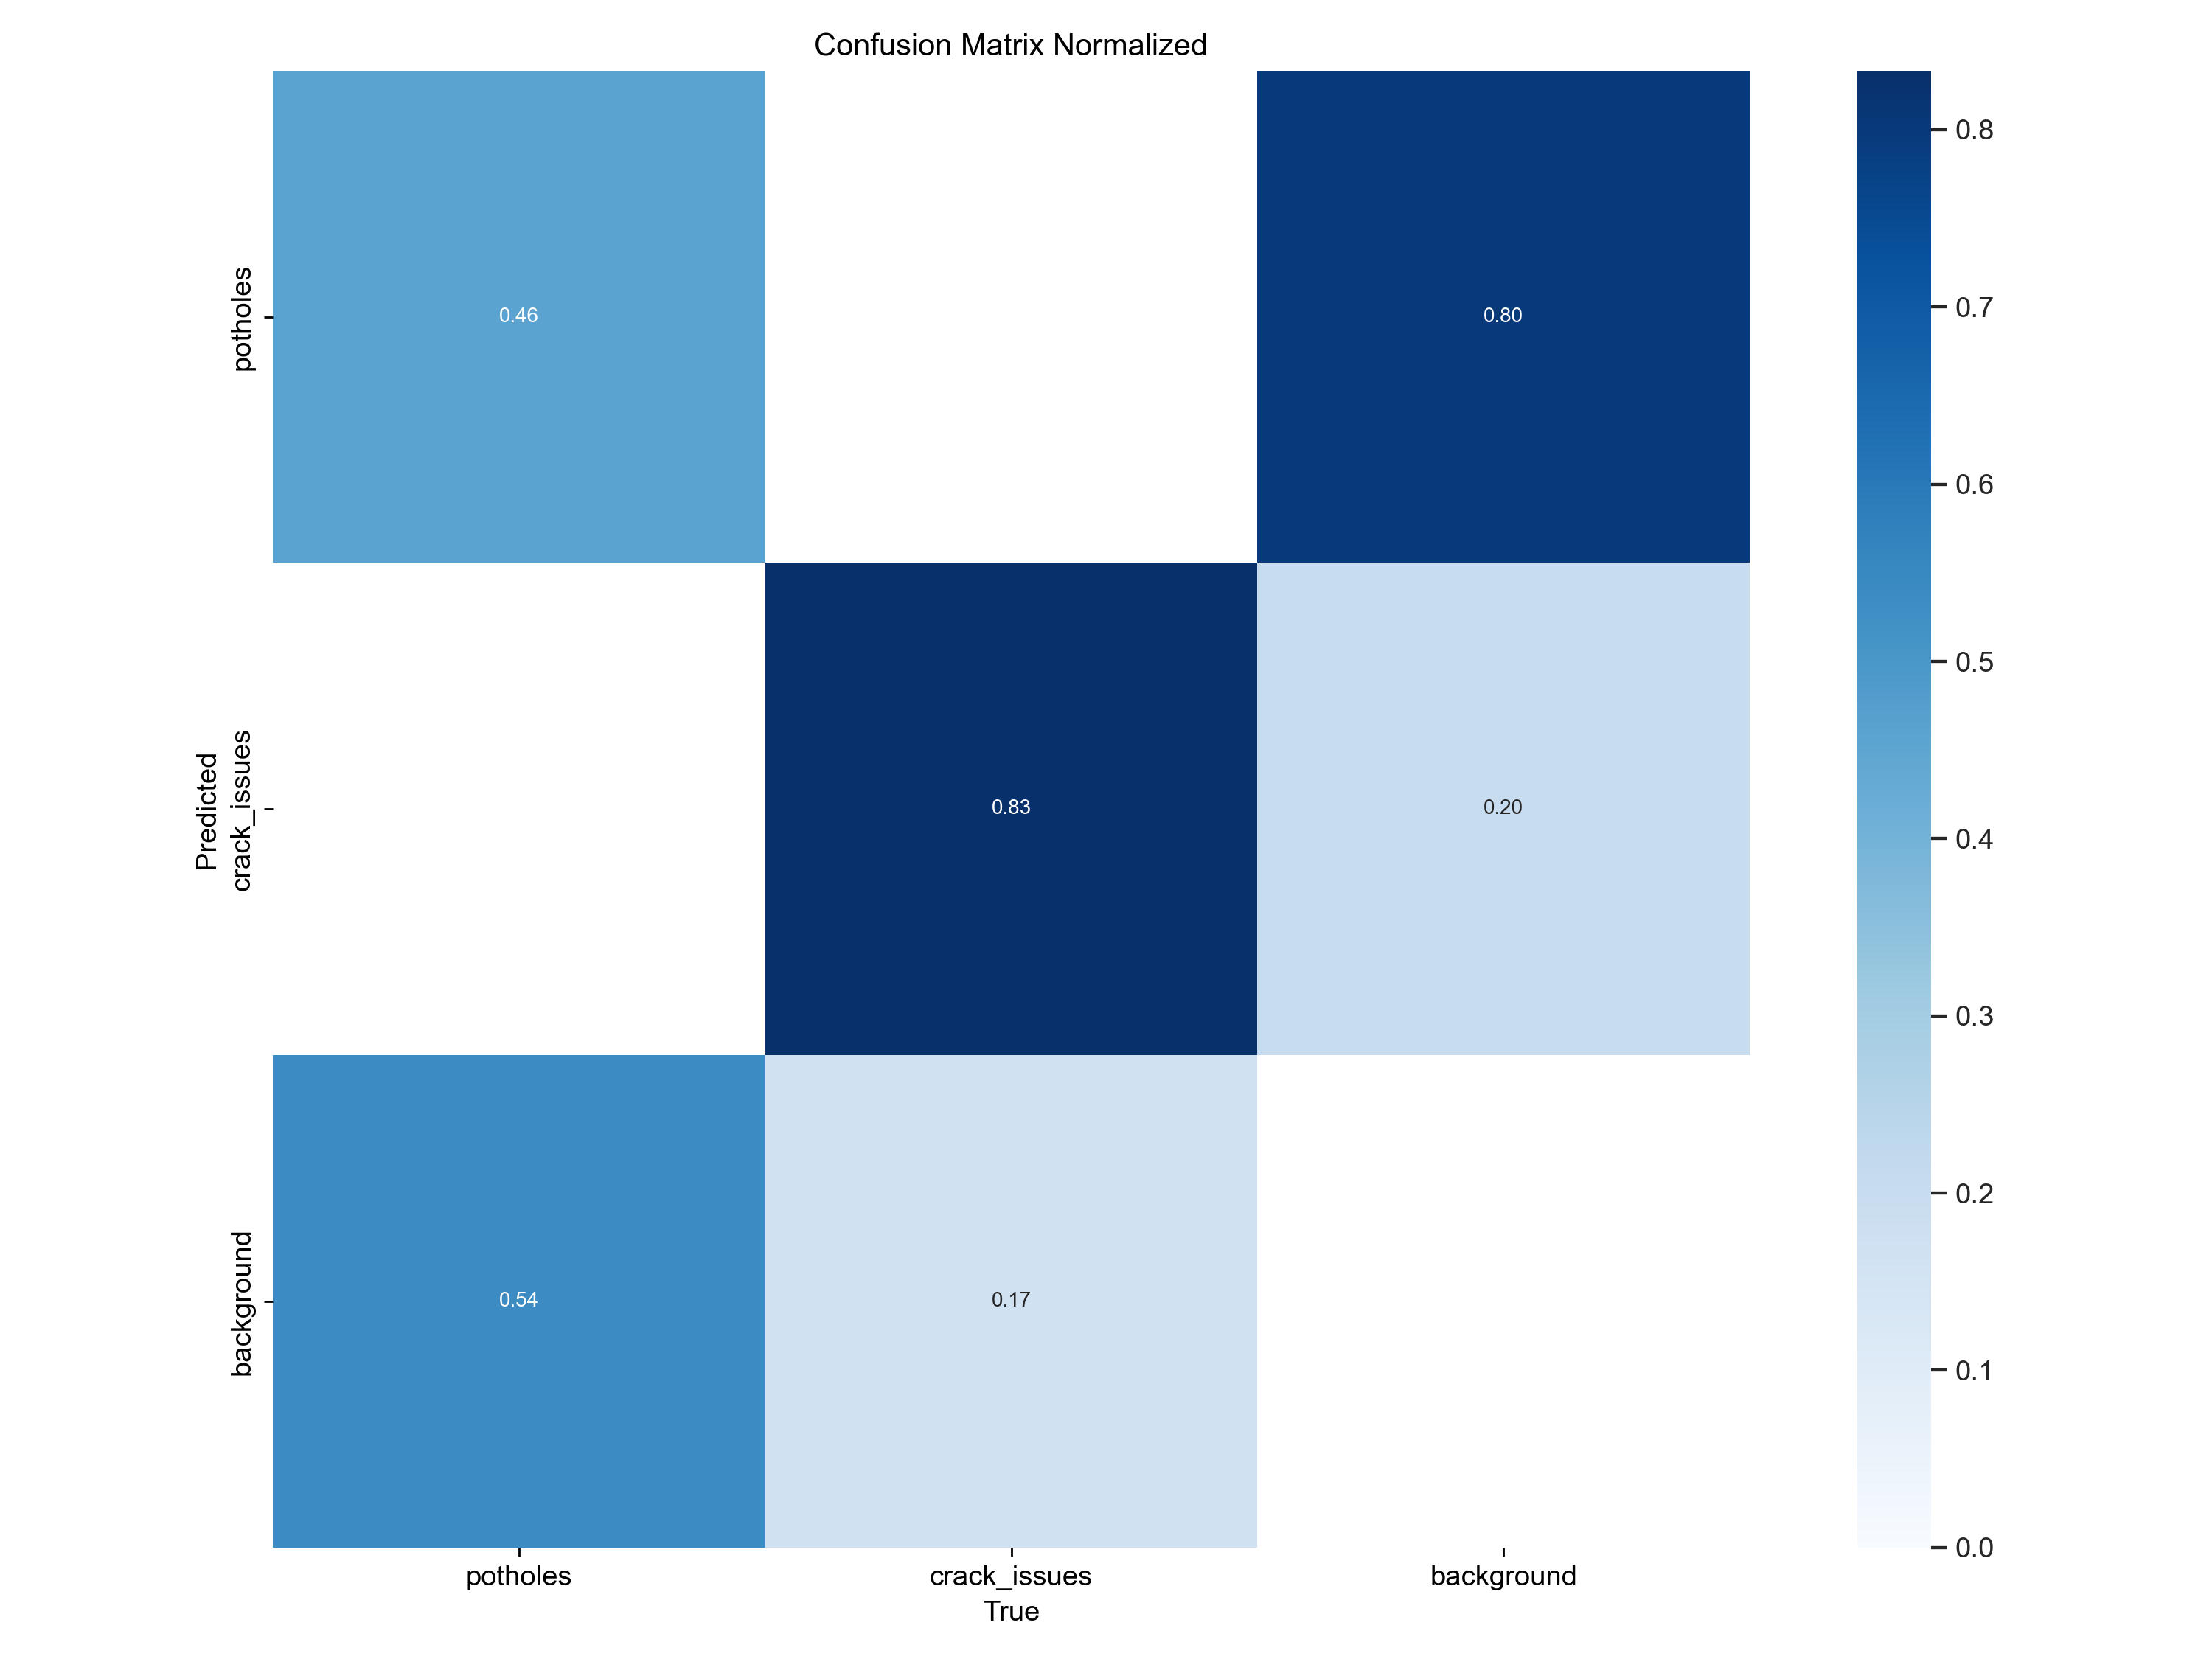 Confusion Matrix Normalized
potholes
crack_issues
background
Predicted
0.46
0.80
0.83
0.20
0.54
0.17
potholes
crack_issues
background
True
0.8
0.7
0.6
0.5
0.4
0.3
0.2
0.1
0.0